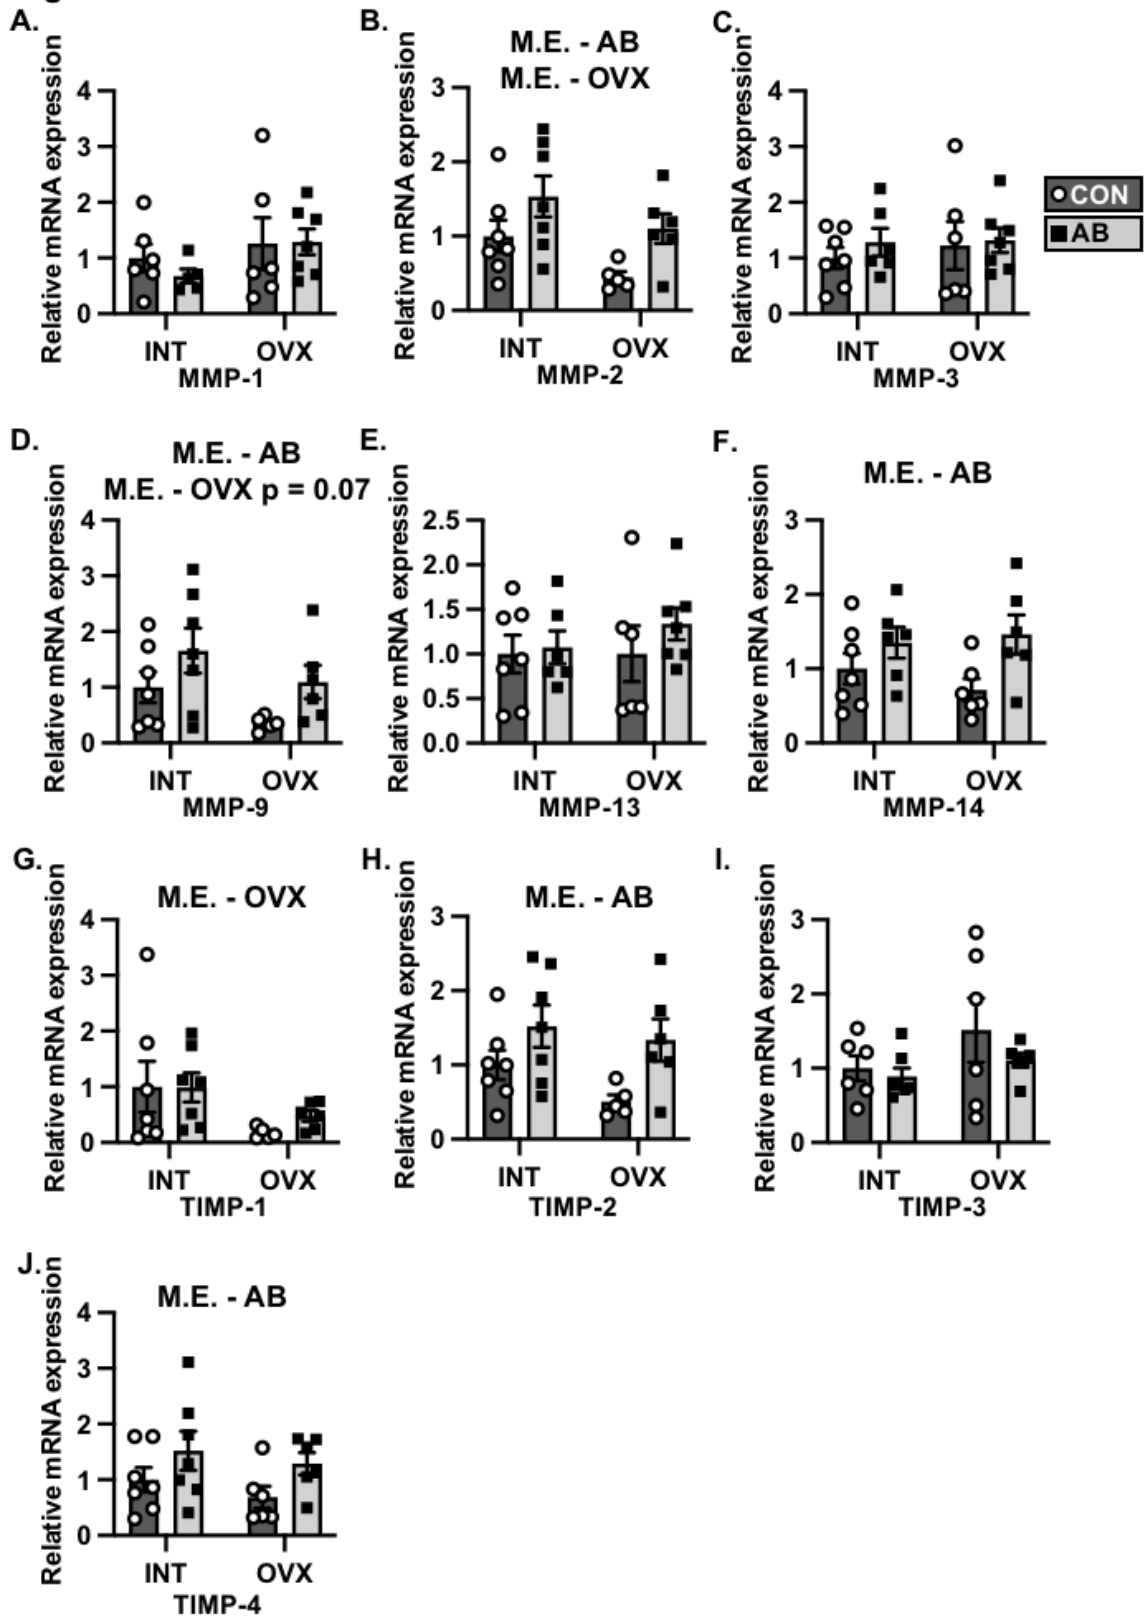 A.
Relative mRNA expression
4
3
2
1
0
INT OVX
MMP-1
B.
M.E. - AB
M.E. - OVX
Relative mRNA expression
3
2
1
0
INT OVX
MMP-2
C.
Relative mRNA expression
4
3
2
1
0
INT OVX
MMP-3
CON
AB
D.
M.E. - AB
M.E. - OVX p = 0.07
Relative mRNA expression
4
3
2
1
0
INT OVX
MMP-9
E.
Relative mRNA expression
2.5
2.0
1.5
1.0
0.5
0.0
INT OVX
MMP-13
F.
M.E. - AB
Relative mRNA expression
3
2
1
0
INT OVX
MMP-14
G.
M.E. - OVX
Relative mRNA expression
4
3
2
1
0
INT OVX
TIMP-1
H.
M.E. - AB
Relative mRNA expression
3
2
1
0
INT OVX
TIMP-2
I.
Relative mRNA expression
3
2
1
0
INT OVX
TIMP-3
J.
M.E. - AB
Relative mRNA expression
4
3
2
1
0
INT OVX
TIMP-4